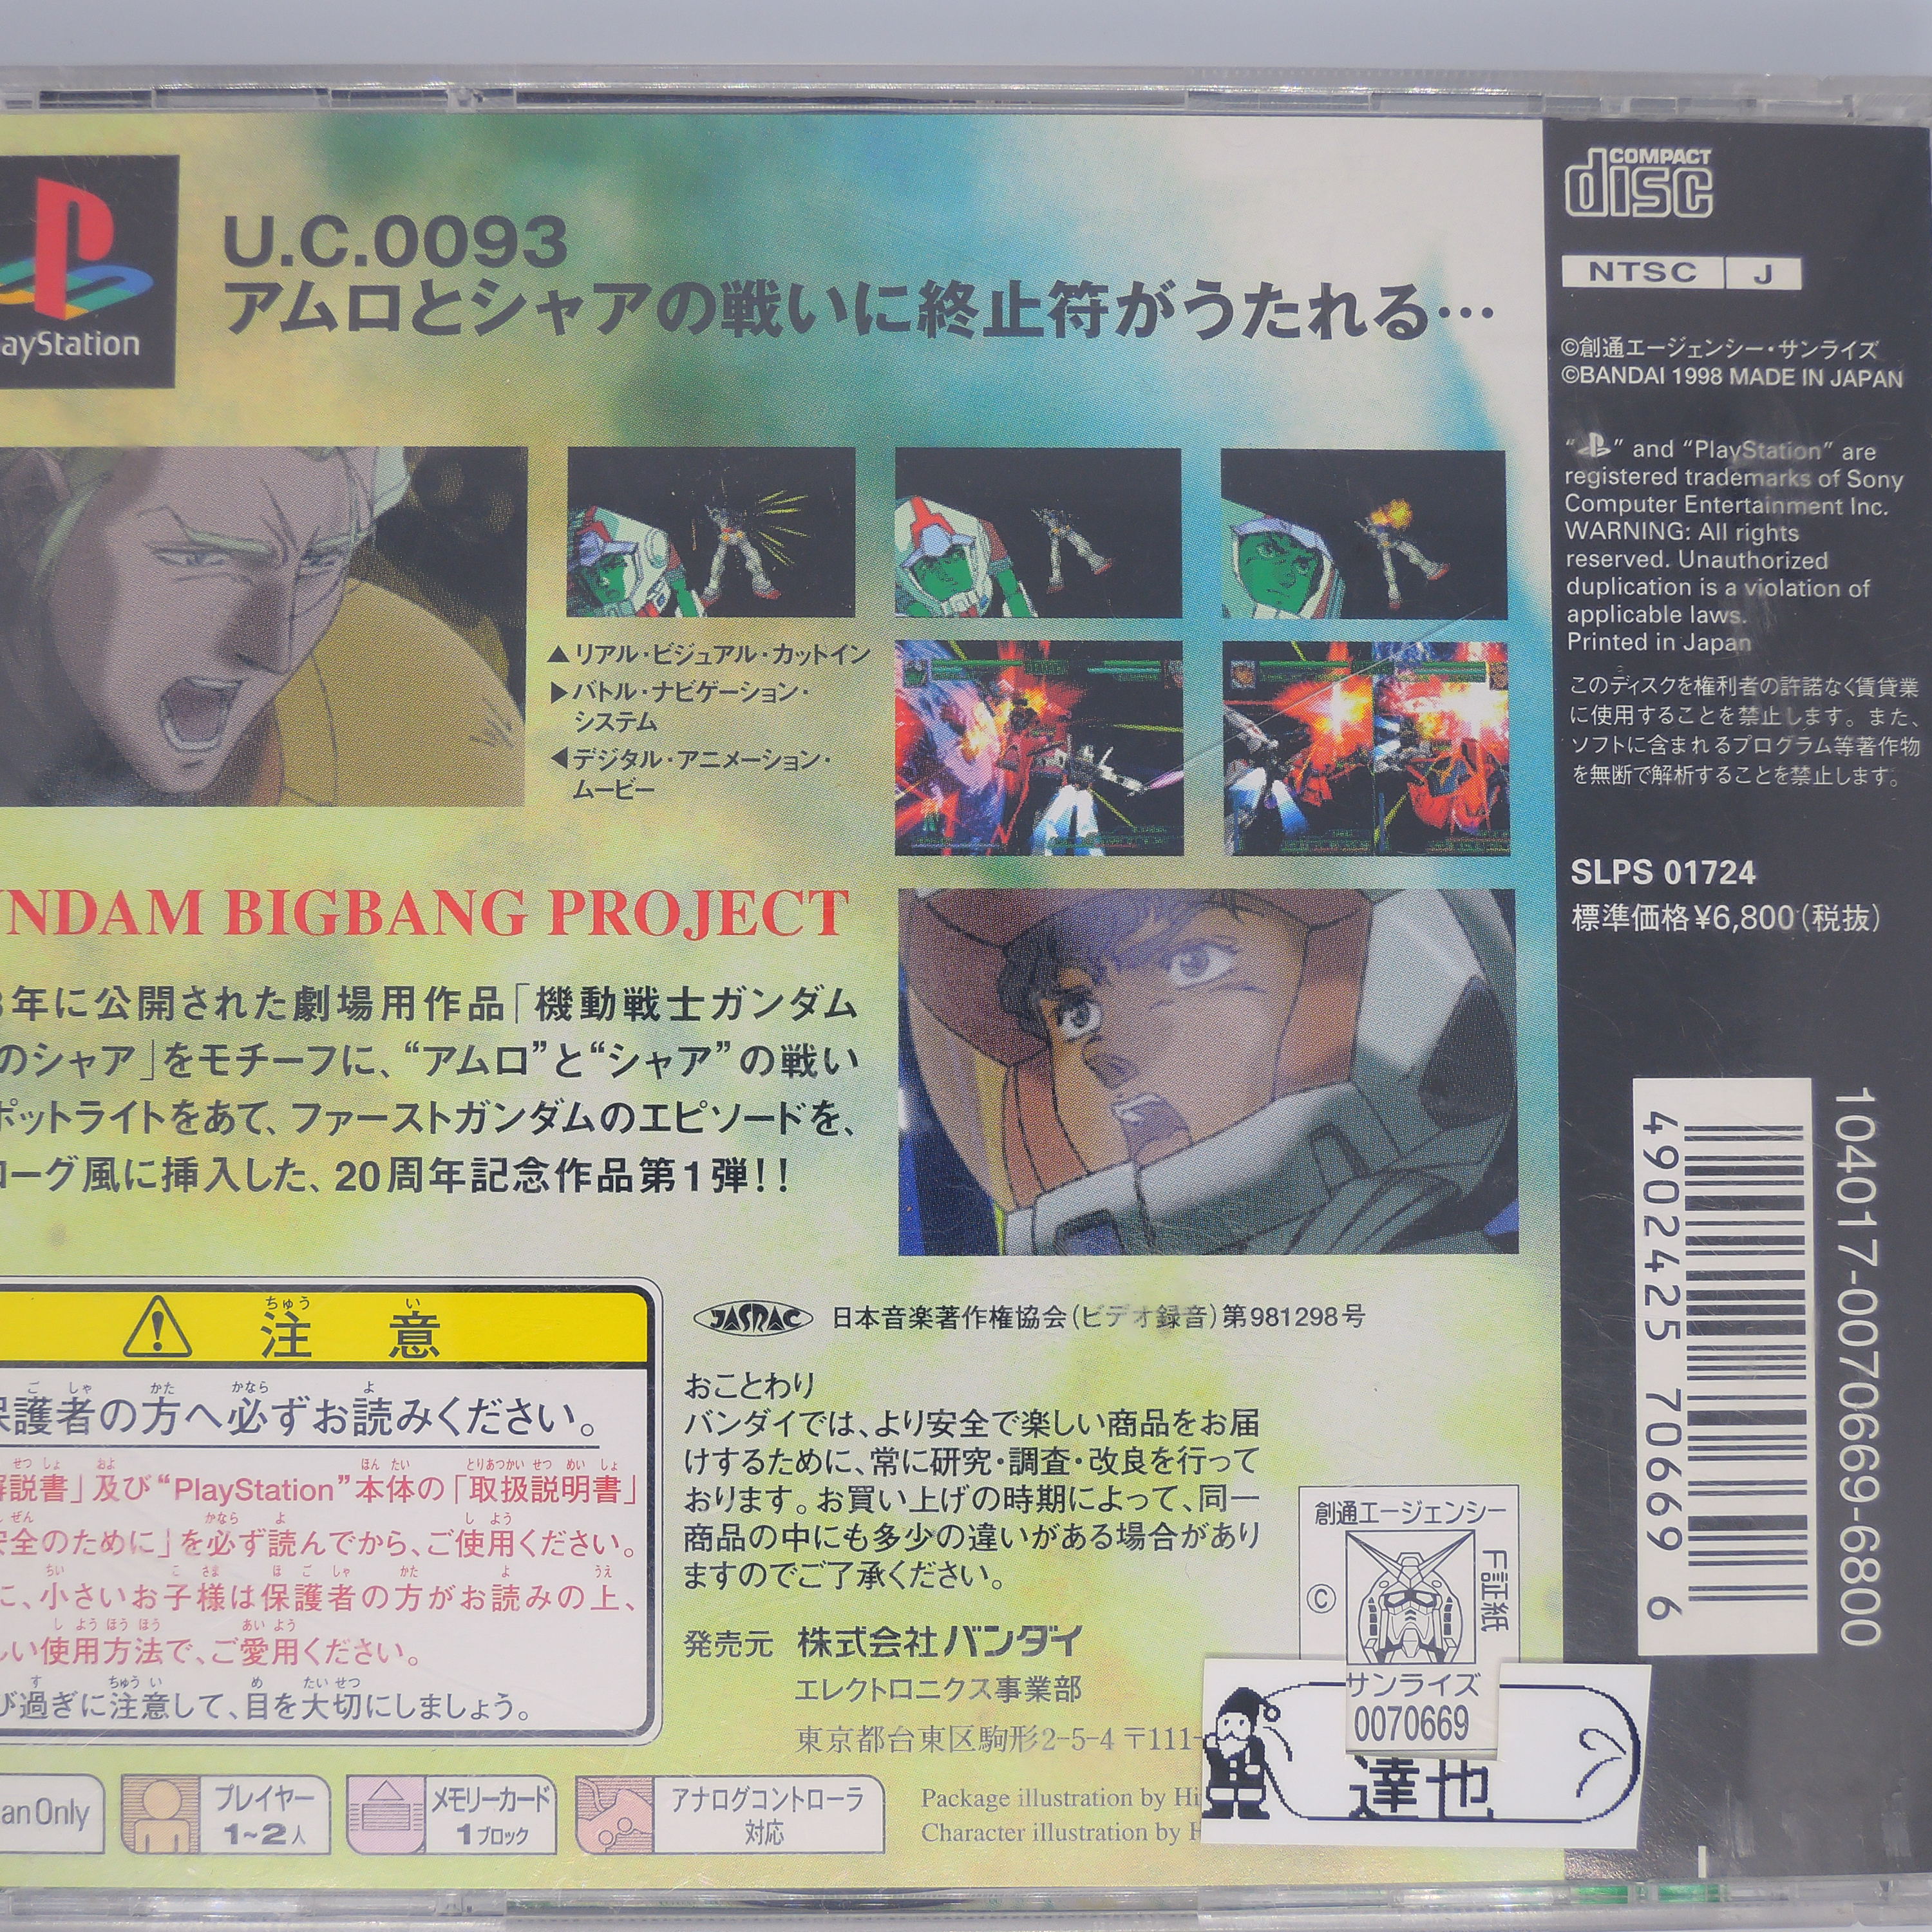 PlayStation
U.C.0093
アムロとシャアの戦いに終止符がうたれる…
▲リアル・ビジュアル・カットイン
▶バトル・ナビゲーション・
システム
◀デジタル・アニメーション・
ムービー
NDAM BIGBANG PROJECT
年に公開された劇場用作品「機動戦士ガンダム
のシャア」をモチーフに、“アムロ”と“シャア”の戦い
ポットライトをあて、ファーストガンダムのエピソードを、
ローグ風に挿入した、20周年記念作品第1弾!!
注意
ちゅう い
保護者の方へ必ずお読みください。
解説書」及び“PlayStation”本体の「取扱説明書」
安全のために」を必ず読んでから、ご使用ください。
に、小さいお子様は保護者の方がお読みの上、
しい使用方法で、ご愛用ください。
び過ぎに注意して、目を大切にしましょう。
an Only
プレイヤー
1~2人
メモリーカード
1ブロック
アナログコントローラ
対応
JASRAC 日本音楽著作権協会(ビデオ録音)第981298号
おことわり
バンダイでは、より安全で楽しい商品をお届
けするために、常に研究・調査・改良を行って
おります。お買い上げの時期によって、同一
商品の中にも多少の違いがある場合があり
ますのでご了承ください。
発売元 株式会社バンダイ
エレクトロニクス事業部
東京都台東区駒形2-5-4 〒111-
Package illustration by Hi
Character illustration by
創通エージェンシー
©
F証紙
サンライズ
0070669
達也
COMPACT
disc
NTSC J
©創通エージェンシー・サンライズ
©BANDAI 1998 MADE IN JAPAN
“PS” and “PlayStation” are
registered trademarks of Sony
Computer Entertainment Inc.
WARNING: All rights
reserved. Unauthorized
duplication is a violation of
applicable laws.
Printed in Japan
このディスクを権利者の許諾なく賃貸業
に使用することを禁止します。また、
ソフトに含まれるプログラム等著作物
を無断で解析することを禁止します。
SLPS 01724
標準価格¥6,800(税抜)
4902425 70669 6
104017-0070669-6800